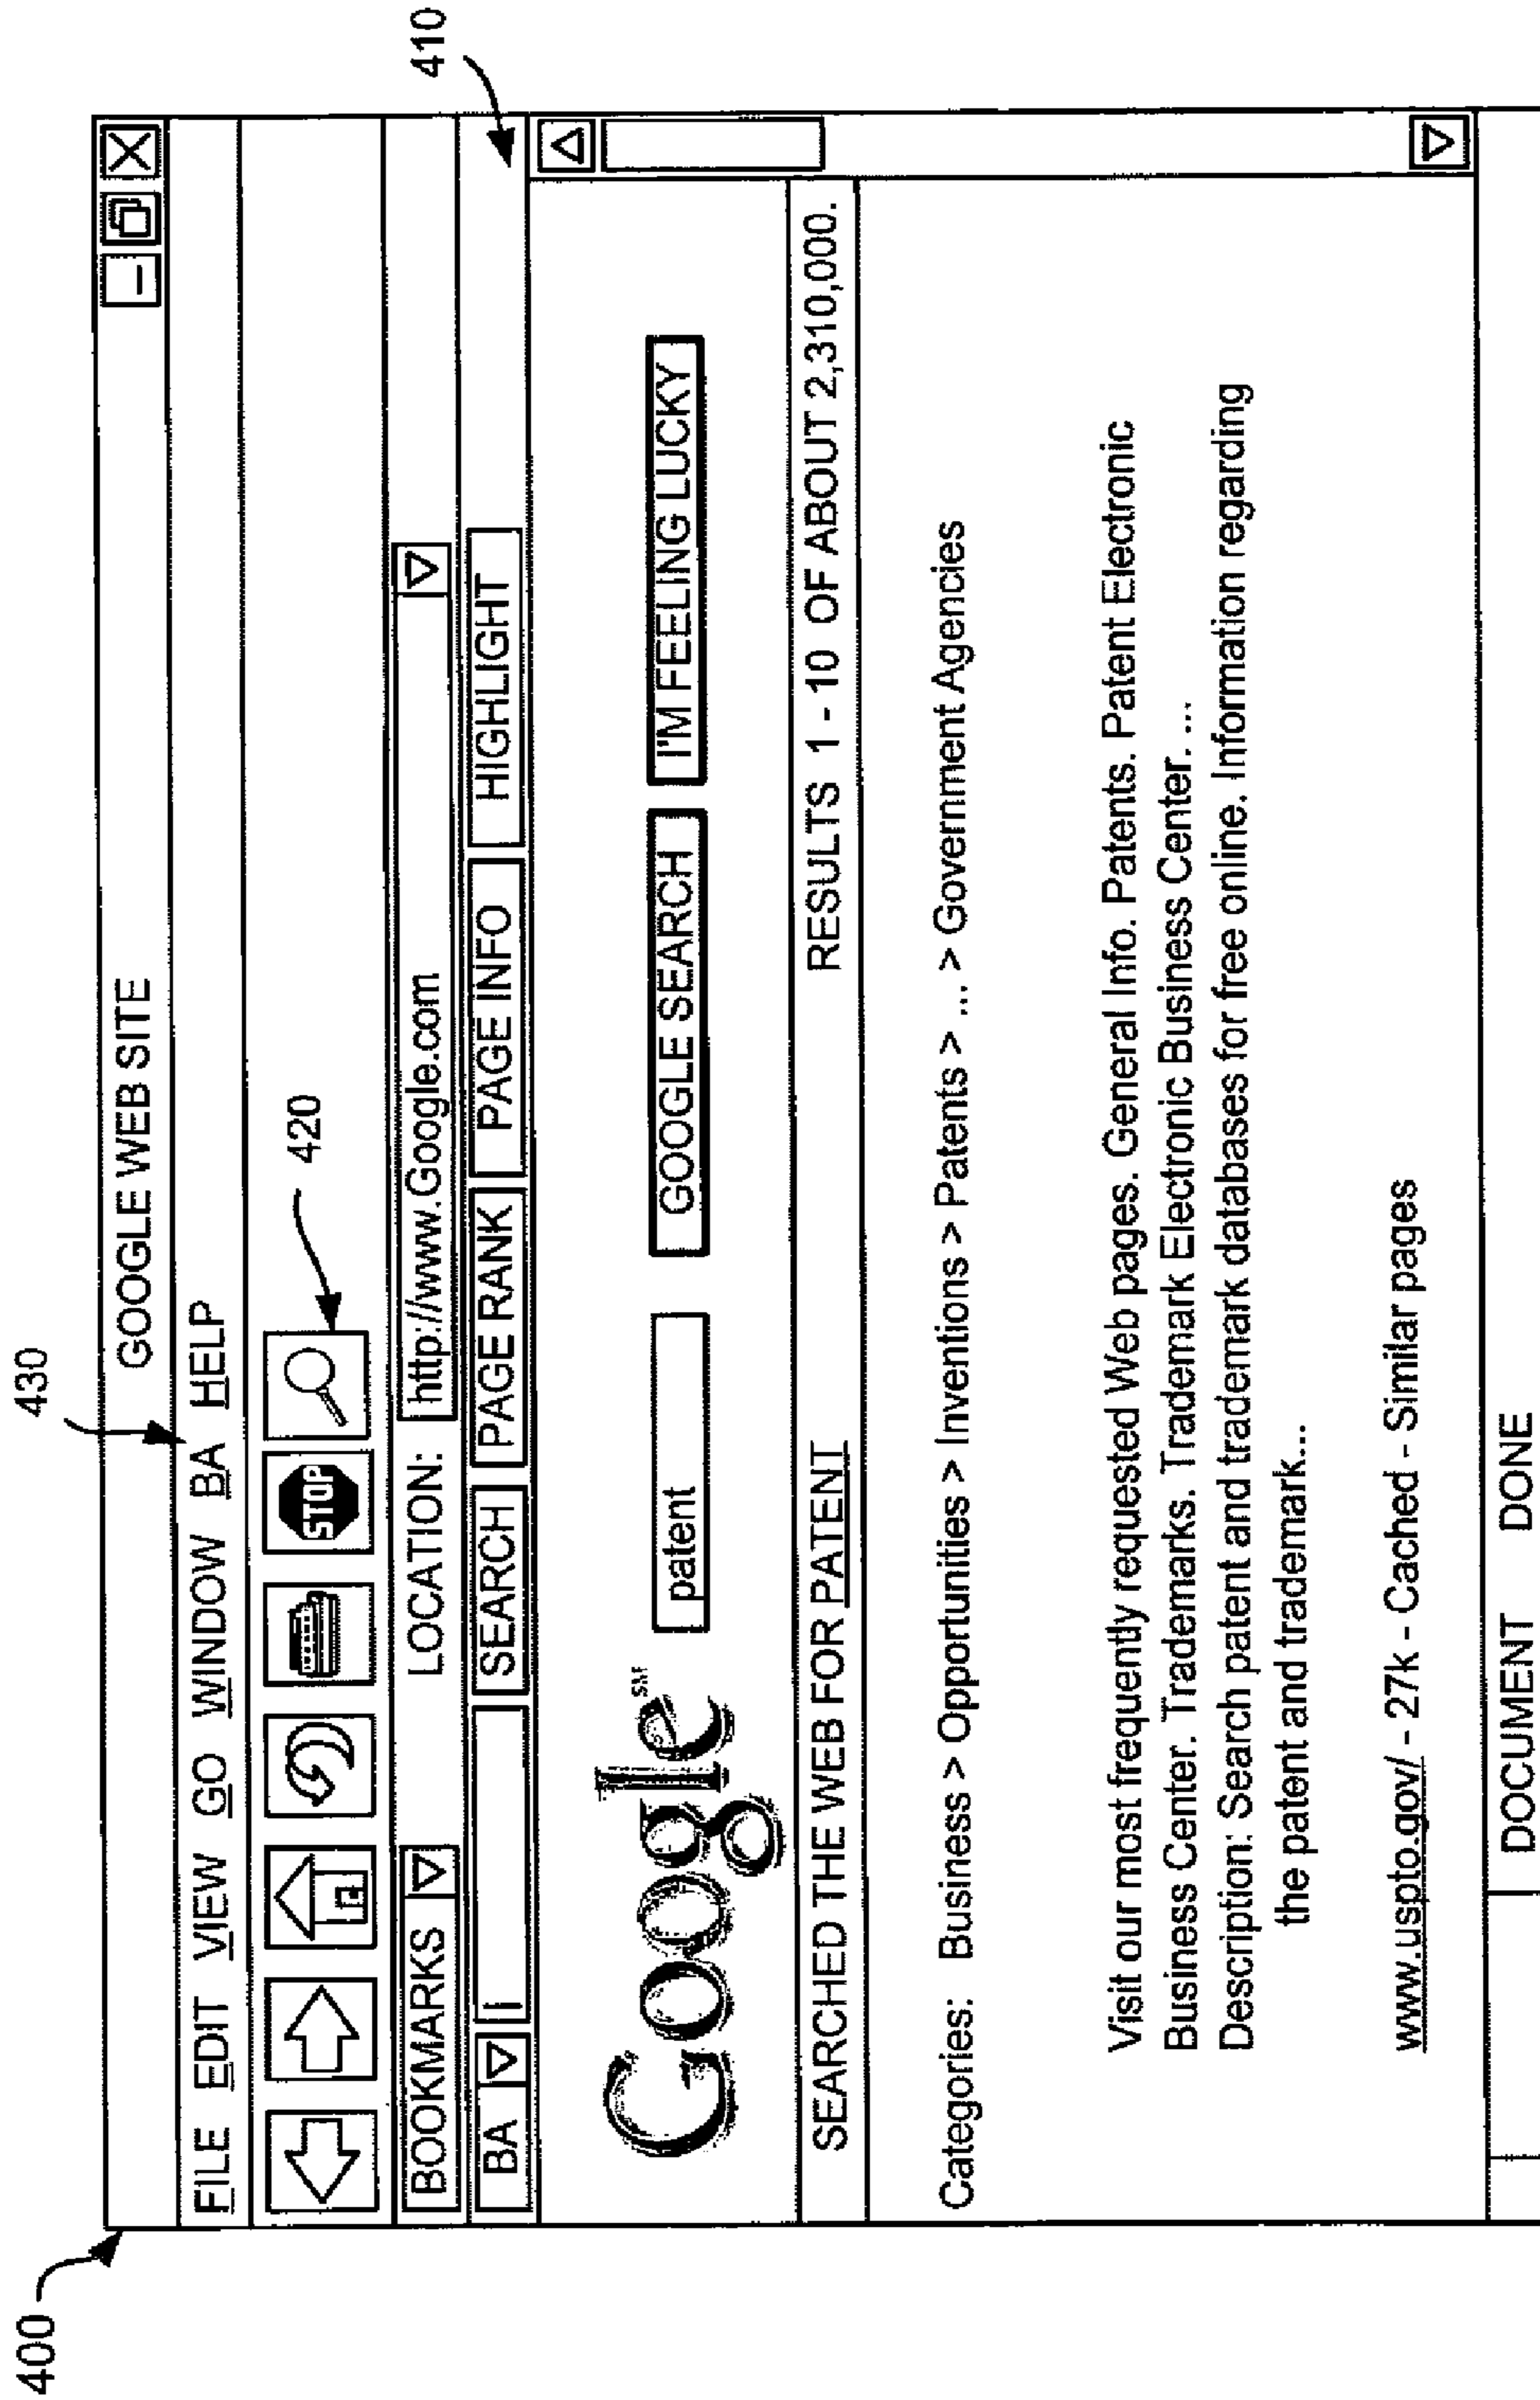 430
400
GOOGLE WEB SITE
FILE EDIT VIEW GO WINDOW BA HELP
STOP
420
BOOKMARKS LOCATION: http://www.Google.com
410
BA SEARCH PAGE RANK PAGE INFO HIGHLIGHT
Google SM patent GOOGLE SEARCH I'M FEELING LUCKY
SEARCHED THE WEB FOR PATENT RESULTS 1 - 10 OF ABOUT 2,310,000.
Categories: Business > Opportunities > Inventions > Patents > ... > Government Agencies
Visit our most frequently requested Web pages. General Info. Patents. Patent Electronic
Business Center. Trademarks. Trademark Electronic Business Center. ...
Description: Search patent and trademark databases for free online. Information regarding
the patent and trademark...
www.uspto.gov/ - 27k - Cached - Similar pages
DOCUMENT DONE